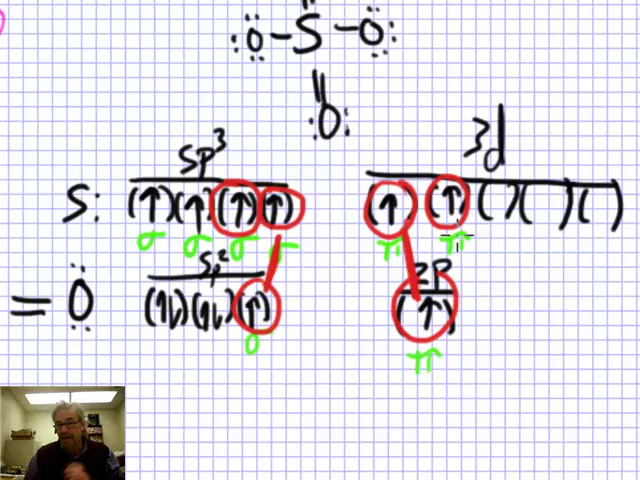 :Ö-S̈-Ö:
||
:O:
sp³ 3d
S: (↑)(↑)(↑)(↑) (↑)(↑)( )( )( )
σ σ σ σ π π
sp² 2p
= Ö (↑↓)(↑↓)(↑) (↑)
σ π